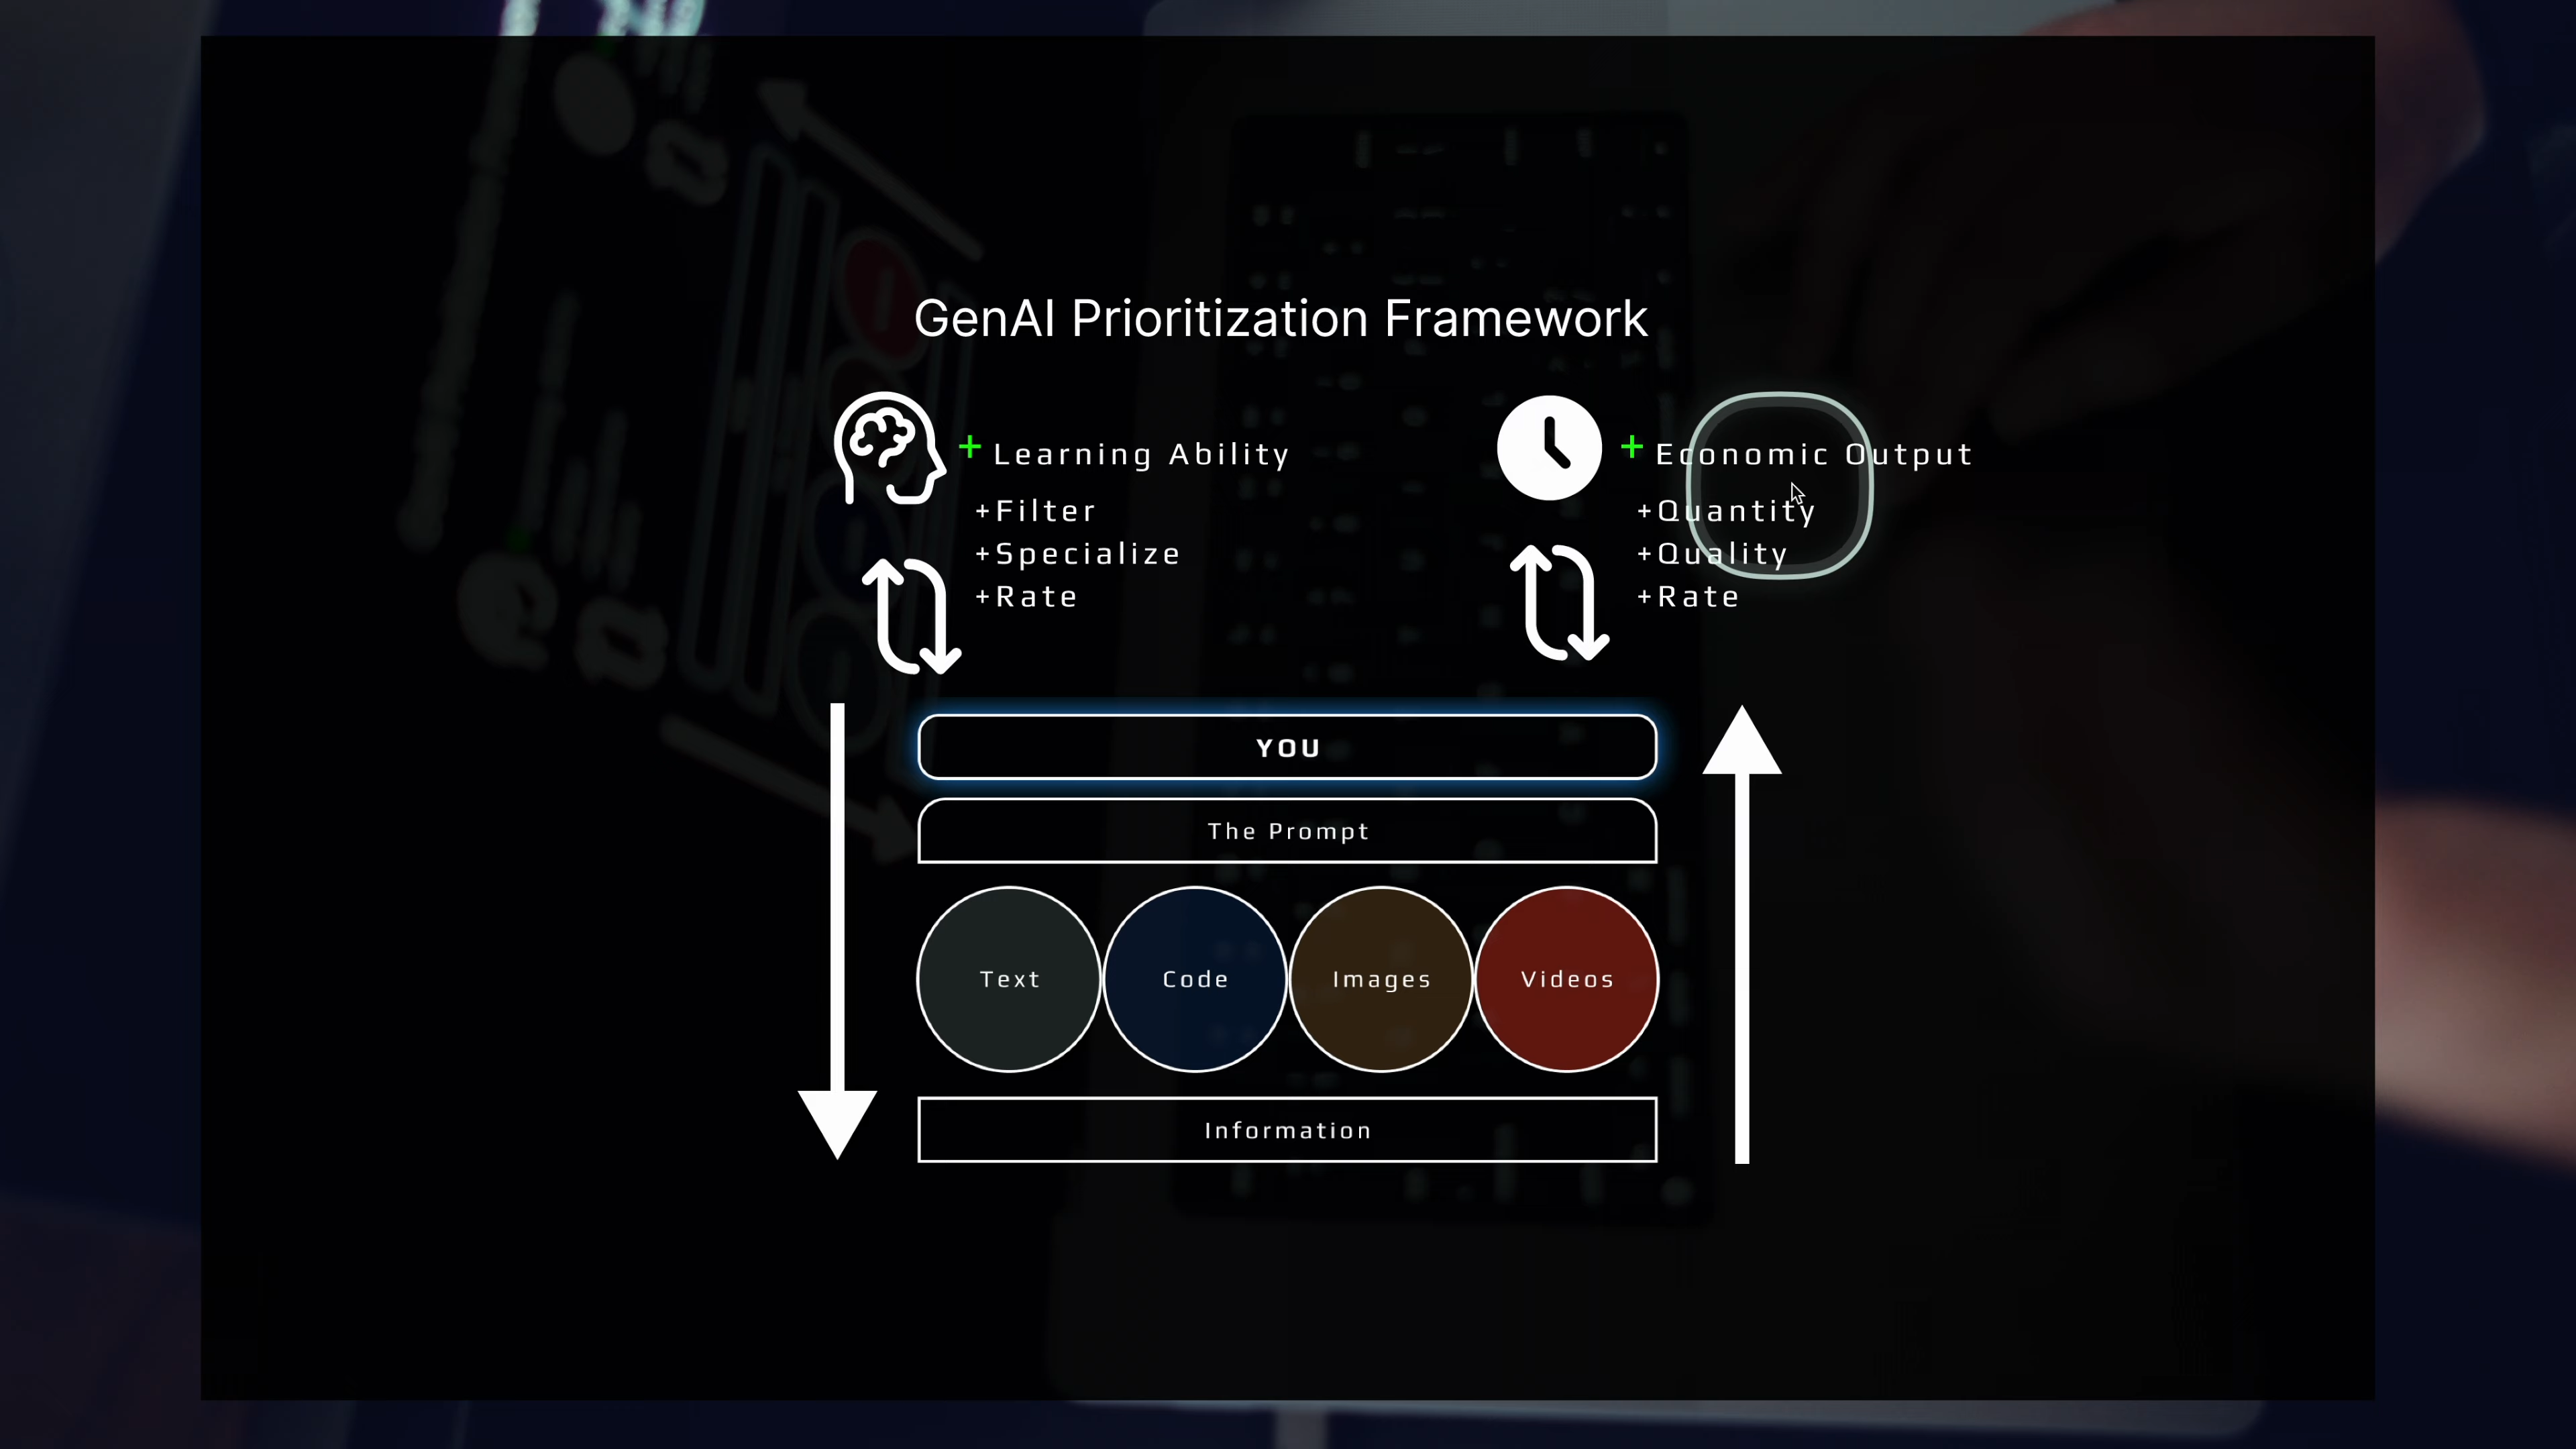 GenAI Prioritization Framework
+ Learning Ability
+Filter
+Specialize
+Rate
+ Economic Output
+Quantity
+Quality
+Rate
YOU
The Prompt
Text
Code
Images
Videos
Information